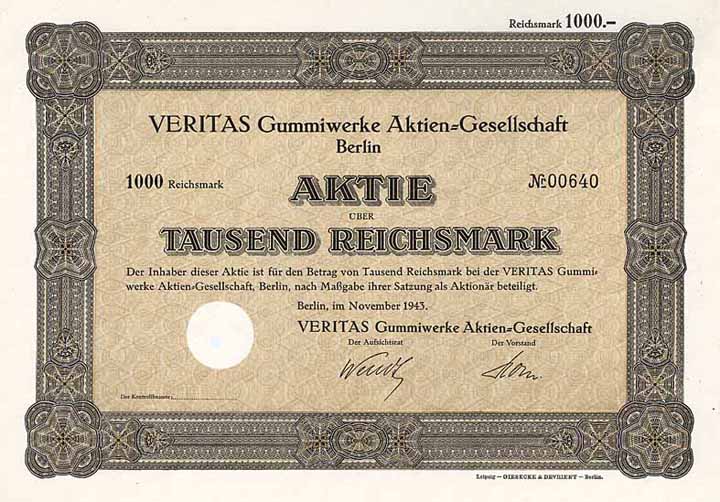 Reichsmark 1000.–
VERITAS Gummiwerke Aktien=Gesellschaft
Berlin
1000 Reichsmark
AKTIE
№ 00640
ÜBER
TAUSEND REICHSMARK
Der Inhaber dieser Aktie ist für den Betrag von Tausend Reichsmark bei der VERITAS Gummi=
werke Aktien=Gesellschaft, Berlin, nach Maßgabe ihrer Satzung als Aktionär beteiligt.
Berlin, im November 1943.
VERITAS Gummiwerke Aktien=Gesellschaft
Der Aufsichtsrat Der Vorstand
Der Kontrollbeamte:
Leipzig — GIESECKE & DEVRIENT — Berlin.